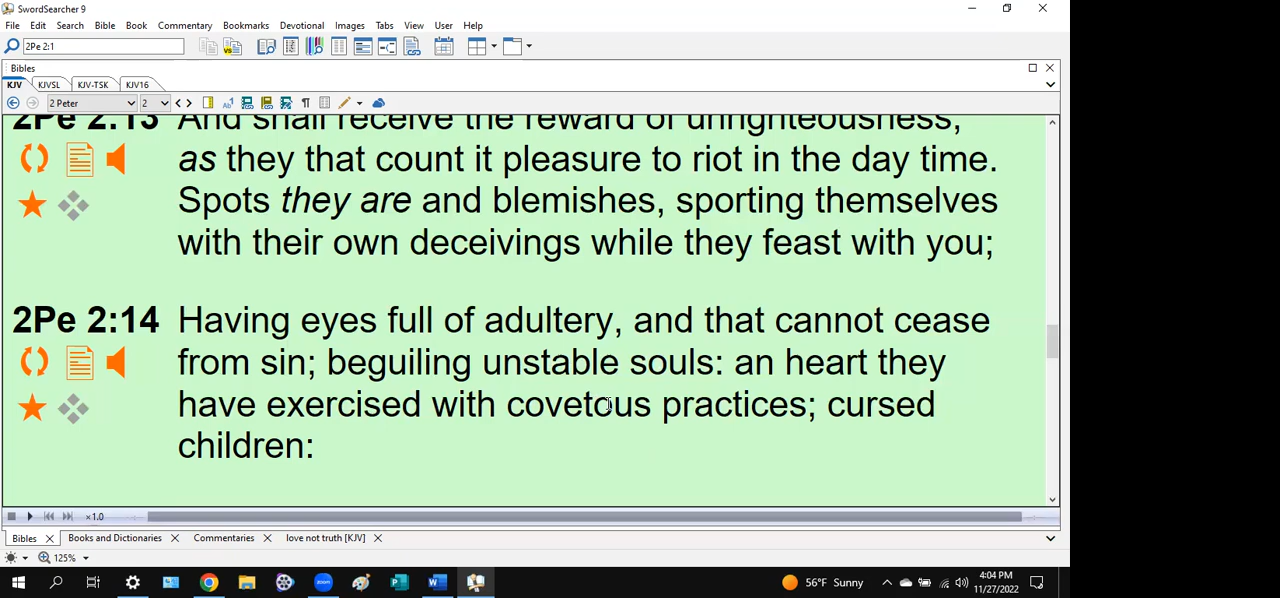 SwordSearcher 9
File Edit Search Bible Book Commentary Bookmarks Devotional Images Tabs View User Help
2Pe 2:1
Bibles
KJV KJVSL KJV-TSK KJV16
2 Peter 2
2Pe 2:13 And shall receive the reward of unrighteousness,
as they that count it pleasure to riot in the day time.
Spots they are and blemishes, sporting themselves
with their own deceivings while they feast with you;
2Pe 2:14 Having eyes full of adultery, and that cannot cease
from sin; beguiling unstable souls: an heart they
have exercised with covetous practices; cursed
children:
×1.0
Bibles Books and Dictionaries Commentaries love not truth [KJV]
125%
56°F Sunny 4:04 PM
11/27/2022